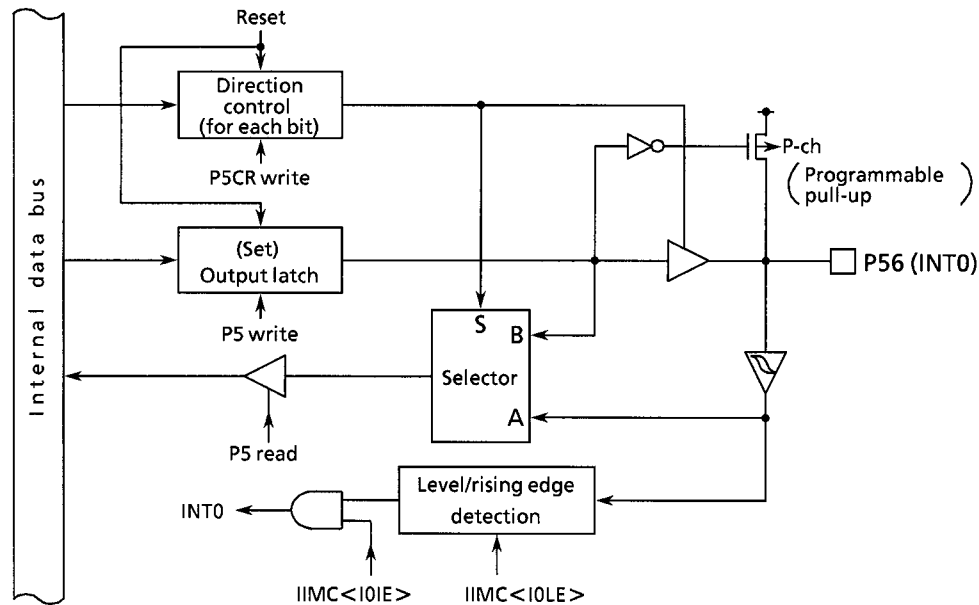 Reset
Direction
control
(for each bit)
P5CR write
P-ch
(Programmable
pull-up)
Internal data bus
(Set)
Output latch
P56 (INT0)
P5 write
S
B
Selector
A
P5 read
Level/rising edge
detection
INT0
IIMC<I0IE>
IIMC<I0LE>